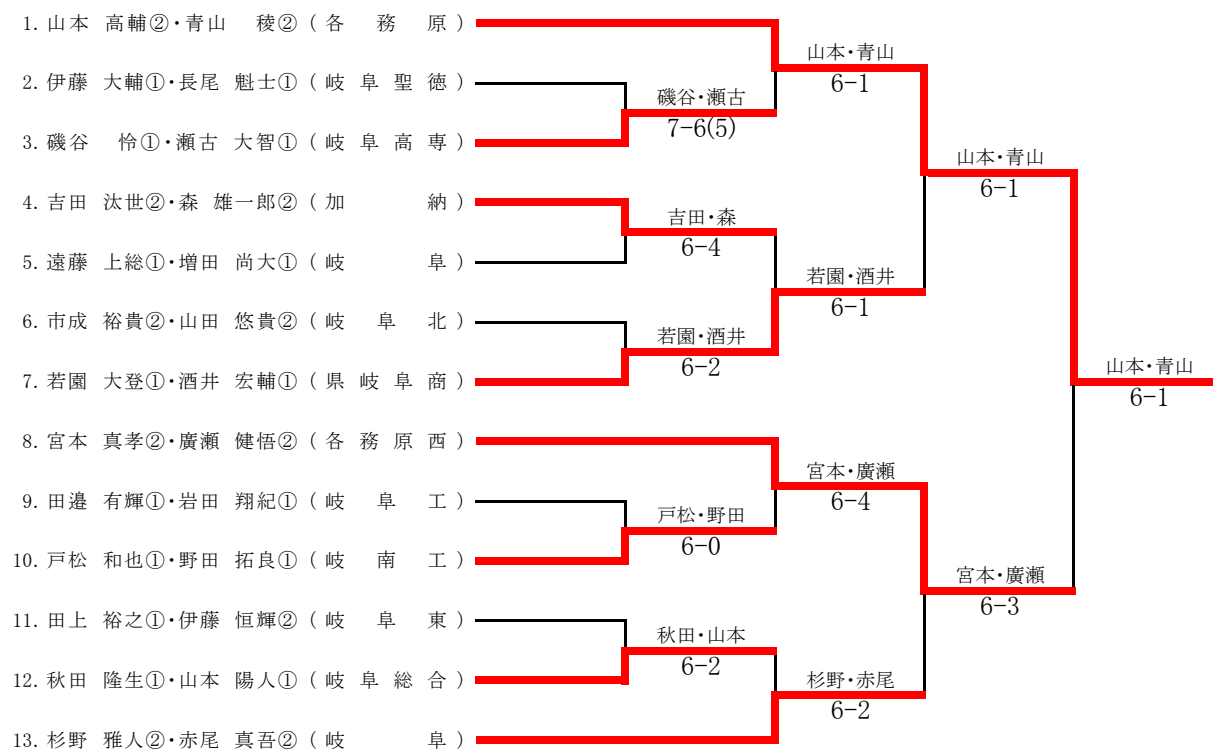 1. 山本 高輔②・青山 稜②（各務原）
2. 伊藤 大輔①・長尾 魁士①（岐阜聖徳）
3. 磯谷 怜①・瀬古 大智①（岐阜高専）
4. 吉田 汰世②・森 雄一郎②（加納）
5. 遠藤 上総①・増田 尚大①（岐阜）
6. 市成 裕貴②・山田 悠貴②（岐阜北）
7. 若園 大登①・酒井 宏輔①（県岐阜商）
8. 宮本 真孝②・廣瀬 健悟②（各務原西）
9. 田邉 有輝①・岩田 翔紀①（岐阜工）
10. 戸松 和也①・野田 拓良①（岐南工）
11. 田上 裕之①・伊藤 恒輝②（岐阜東）
12. 秋田 隆生①・山本 陽人①（岐阜総合）
13. 杉野 雅人②・赤尾 真吾②（岐阜）
磯谷・瀬古
7-6(5)
吉田・森
6-4
若園・酒井
6-2
戸松・野田
6-0
秋田・山本
6-2
山本・青山
6-1
若園・酒井
6-1
宮本・廣瀬
6-4
杉野・赤尾
6-2
山本・青山
6-1
宮本・廣瀬
6-3
山本・青山
6-1